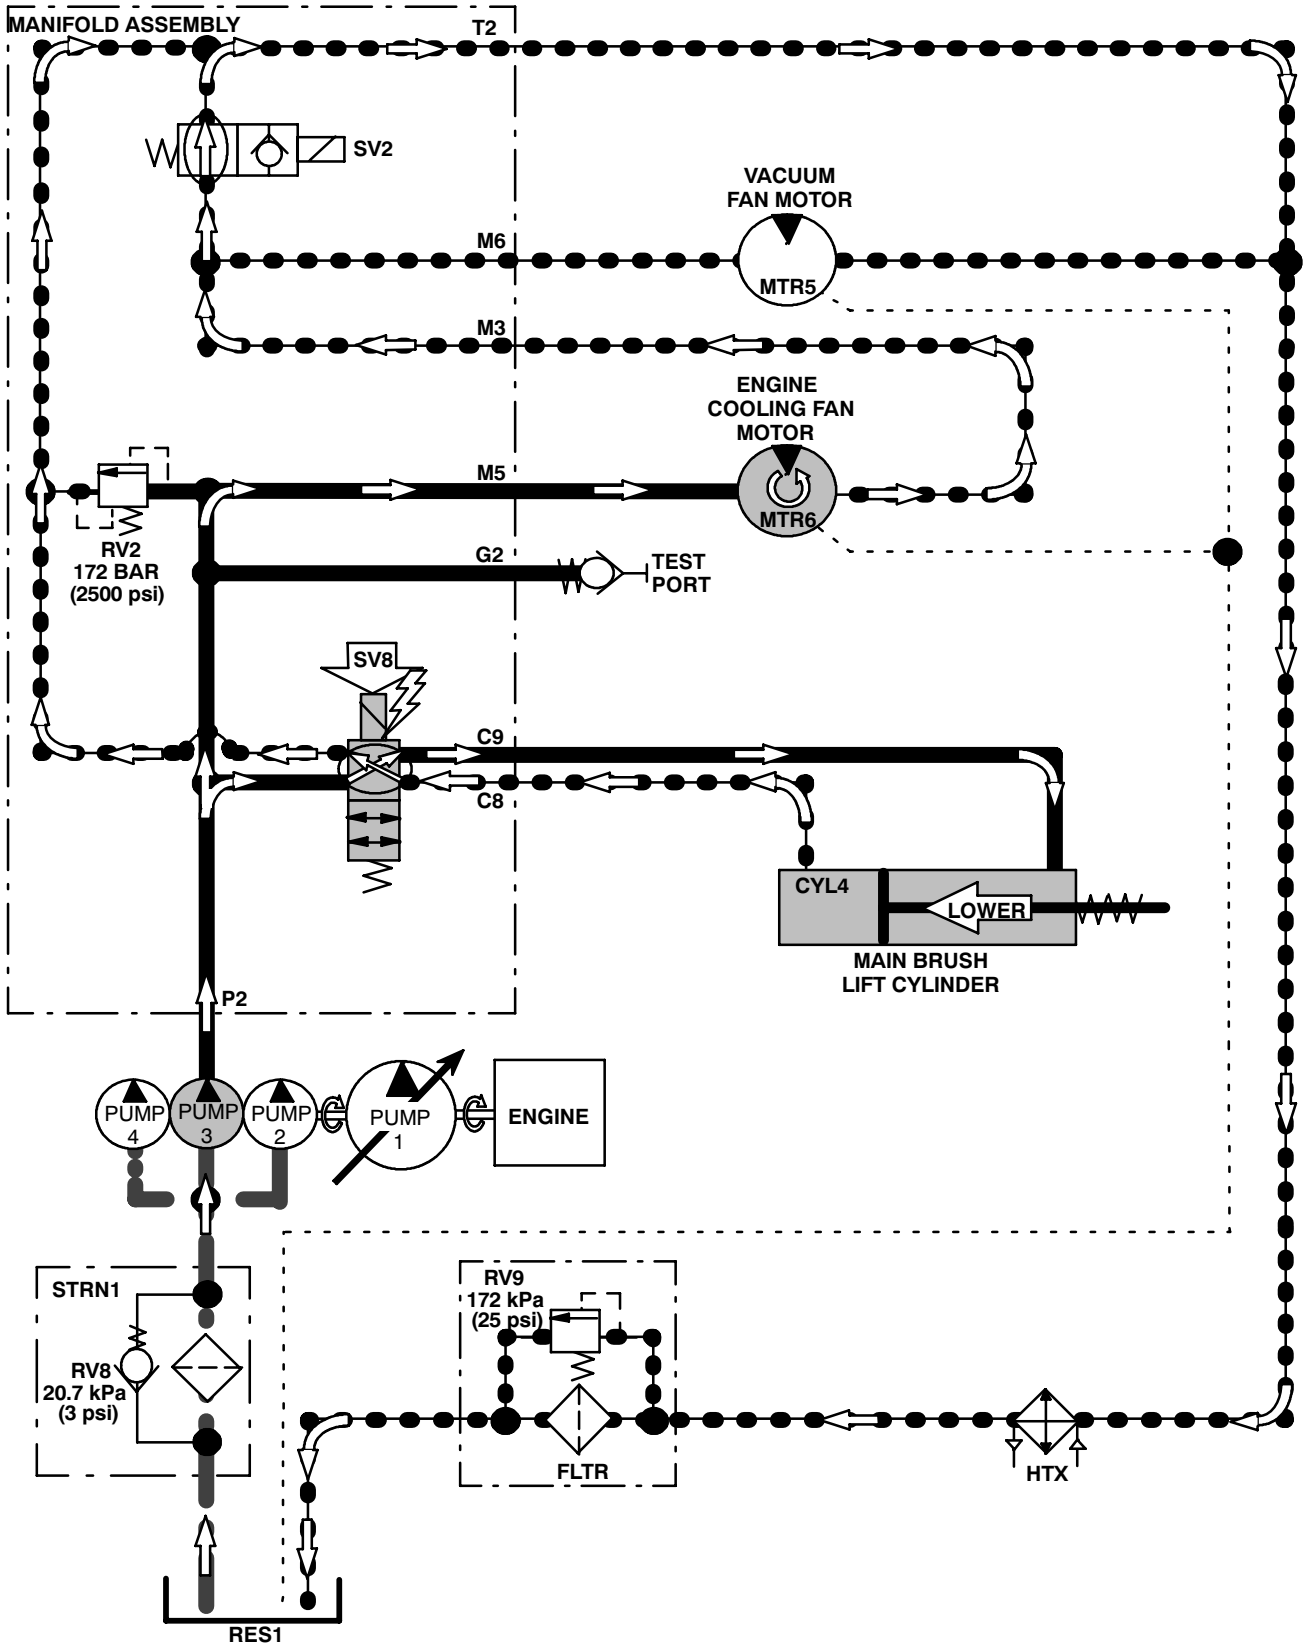 MANIFOLD ASSEMBLY
T2
SV2
VACUUM
FAN MOTOR
M6
MTR5
M3
ENGINE
COOLING FAN
MOTOR
M5
MTR6
RV2
172 BAR
(2500 psi)
G2
TEST
PORT
SV8
C9
C8
CYL4
LOWER
MAIN BRUSH
LIFT CYLINDER
P2
PUMP
4
PUMP
3
PUMP
2
PUMP
1
ENGINE
STRN1
RV8
20.7 kPa
(3 psi)
RV9
172 kPa
(25 psi)
FLTR
HTX
RES1